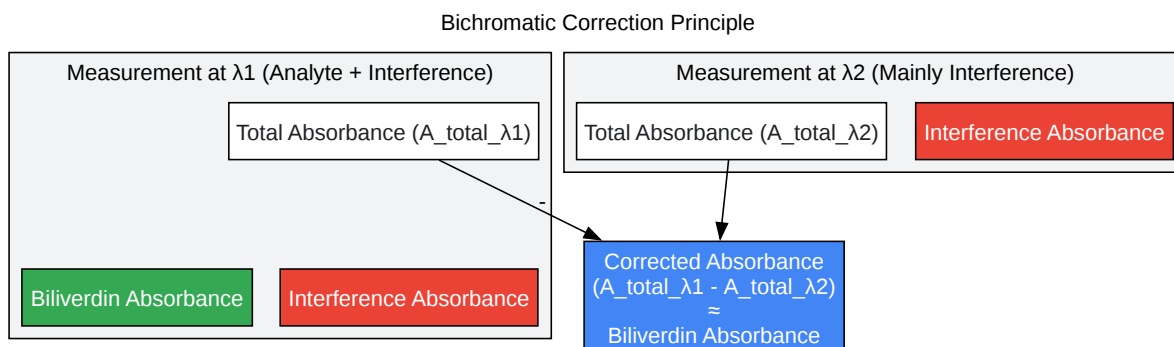 Bichromatic Correction Principle
Measurement at λ1 (Analyte + Interference)
Total Absorbance (A_total_λ1)
Biliverdin Absorbance
Interference Absorbance
Measurement at λ2 (Mainly Interference)
Total Absorbance (A_total_λ2)
Interference Absorbance
-
Corrected Absorbance
(A_total_λ1 - A_total_λ2)
≈
Biliverdin Absorbance